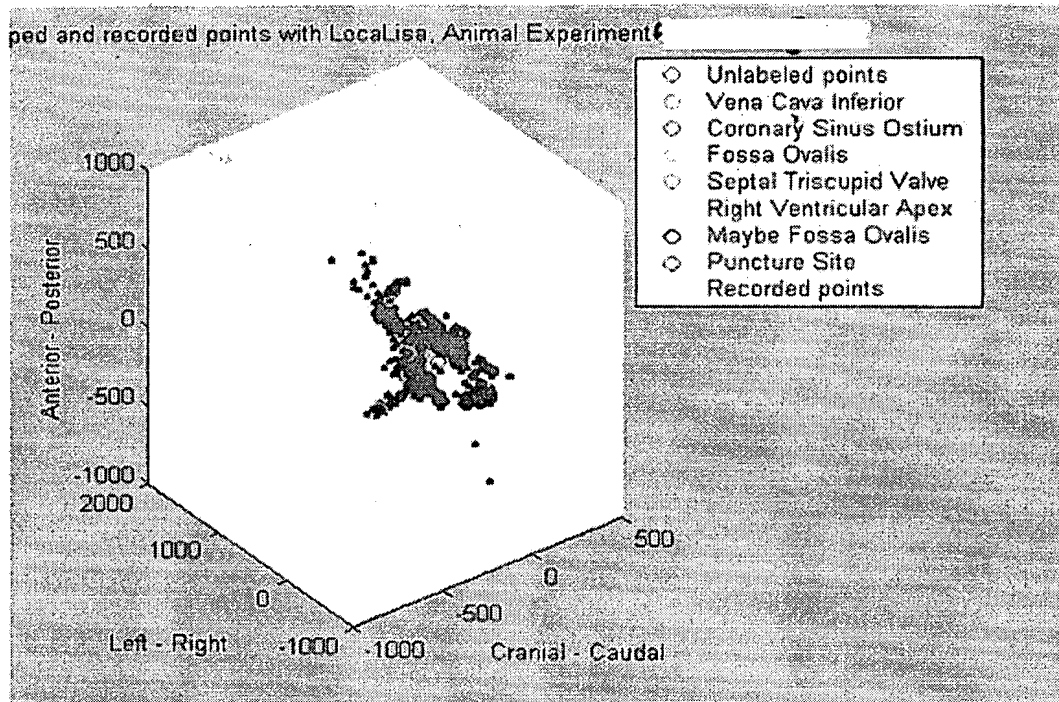 ped and recorded points with LocaLisa, Animal Experiment
Unlabeled points
Vena Cava Inferior
Coronary Sinus Ostium
Fossa Ovalis
Septal Triscupid Valve
Right Ventricular Apex
Maybe Fossa Ovalis
Puncture Site
Recorded points
Anterior - Posterior
1000
500
0
-500
-1000
2000
1000
0
-1000
Left - Right
-1000
-500
0
500
Cranial - Caudal